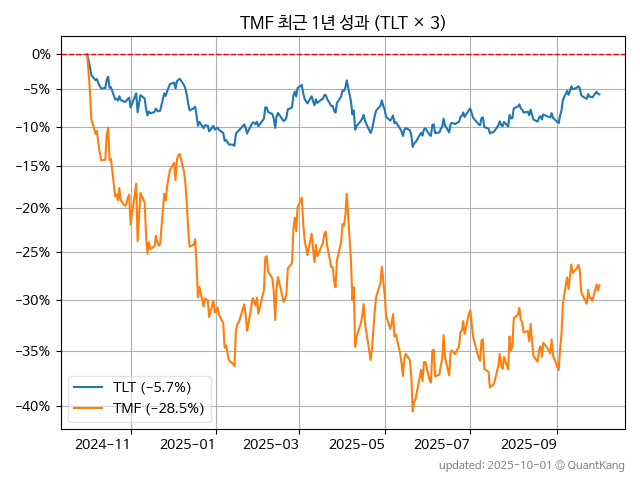 TMF 최근 1년 성과 (TLT × 3)
0%
−5%
−10%
−15%
−20%
−25%
−30%
−35%
−40%
TLT (−5.7%)
TMF (−28.5%)
2024−11 2025−01 2025−03 2025−05 2025−07 2025−09
updated: 2025-10-01 © QuantKang